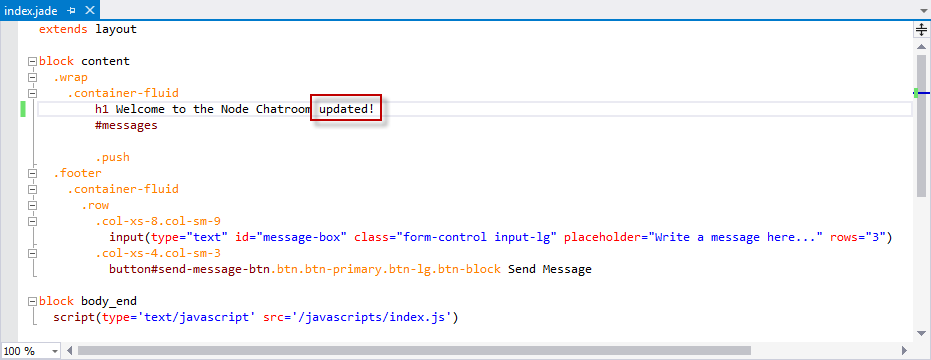 index.jade
extends layout
block content
.wrap
.container-fluid
h1 Welcome to the Node Chatroom updated!
#messages
.push
.footer
.container-fluid
.row
.col-xs-8.col-sm-9
input(type="text" id="message-box" class="form-control input-lg" placeholder="Write a message here..." rows="3")
.col-xs-4.col-sm-3
button#send-message-btn.btn.btn-primary.btn-lg.btn-block Send Message
block body_end
script(type='text/javascript' src='/javascripts/index.js')
100 %